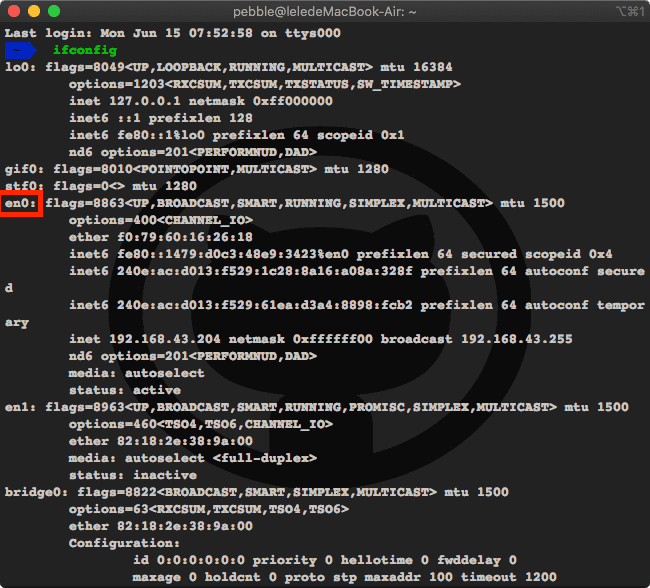 pebble@leledeMacBook-Air: ~
⌥⌘1
Last login: Mon Jun 15 07:52:58 on ttys000
~ ifconfig
lo0: flags=8049<UP,LOOPBACK,RUNNING,MULTICAST> mtu 16384
options=1203<RXCSUM,TXCSUM,TXSTATUS,SW_TIMESTAMP>
inet 127.0.0.1 netmask 0xff000000
inet6 ::1 prefixlen 128
inet6 fe80::1%lo0 prefixlen 64 scopeid 0x1
nd6 options=201<PERFORMNUD,DAD>
gif0: flags=8010<POINTOPOINT,MULTICAST> mtu 1280
stf0: flags=0<> mtu 1280
en0: flags=8863<UP,BROADCAST,SMART,RUNNING,SIMPLEX,MULTICAST> mtu 1500
options=400<CHANNEL_IO>
ether f0:79:60:16:26:18
inet6 fe80::1479:d0c3:48e9:3423%en0 prefixlen 64 secured scopeid 0x4
inet6 240e:ac:d013:f529:1c28:8a16:a08a:328f prefixlen 64 autoconf secure
d
inet6 240e:ac:d013:f529:61ea:d3a4:8898:fcb2 prefixlen 64 autoconf tempor
ary
inet 192.168.43.204 netmask 0xffffff00 broadcast 192.168.43.255
nd6 options=201<PERFORMNUD,DAD>
media: autoselect
status: active
en1: flags=8963<UP,BROADCAST,SMART,RUNNING,PROMISC,SIMPLEX,MULTICAST> mtu 1500
options=460<TSO4,TSO6,CHANNEL_IO>
ether 82:18:2e:38:9a:00
media: autoselect <full-duplex>
status: inactive
bridge0: flags=8822<BROADCAST,SMART,SIMPLEX,MULTICAST> mtu 1500
options=63<RXCSUM,TXCSUM,TSO4,TSO6>
ether 82:18:2e:38:9a:00
Configuration:
id 0:0:0:0:0:0 priority 0 hellotime 0 fwddelay 0
maxage 0 holdcnt 0 proto stp maxaddr 100 timeout 1200